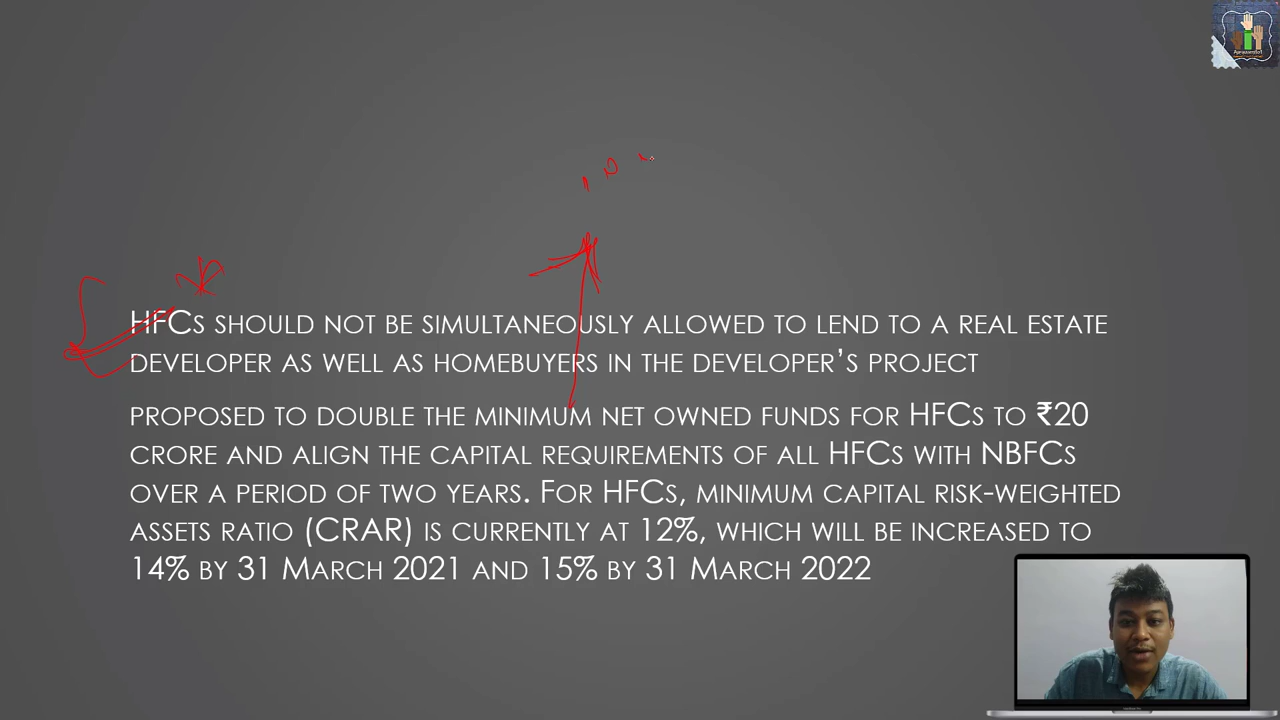 HFCs should not be simultaneously allowed to lend to a real estate
developer as well as homebuyers in the developer's project
proposed to double the minimum net owned funds for HFCs to ₹20
crore and align the capital requirements of all HFCs with NBFCs
over a period of two years. For HFCs, minimum capital risk-weighted
assets ratio (CRAR) is currently at 12%, which will be increased to
14% by 31 March 2021 and 15% by 31 March 2022